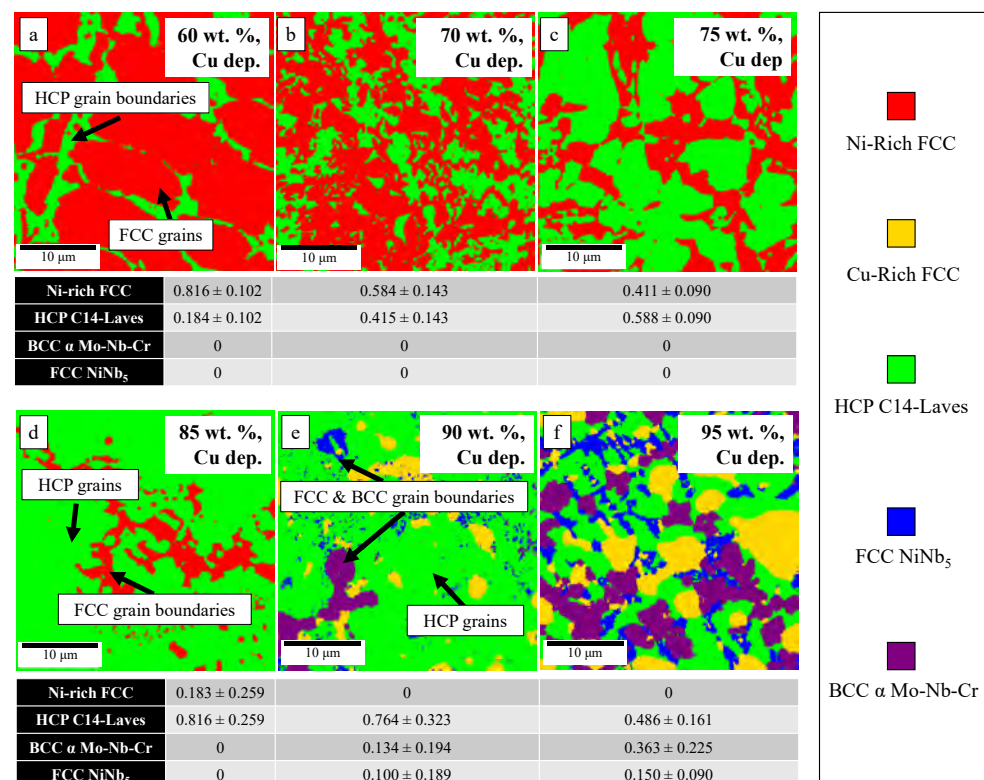 a
60 wt. %,
Cu dep.
HCP grain boundaries
FCC grains
10 μm
b
70 wt. %,
Cu dep.
10 μm
c
75 wt. %,
Cu dep
10 μm
Ni-rich FCC 0.816 ± 0.102 0.584 ± 0.143 0.411 ± 0.090
HCP C14-Laves 0.184 ± 0.102 0.415 ± 0.143 0.588 ± 0.090
BCC α Mo-Nb-Cr 0 0 0
FCC NiNb₅ 0 0 0
d
85 wt. %,
Cu dep.
HCP grains
FCC grain boundaries
10 μm
e
90 wt. %,
Cu dep.
FCC & BCC grain boundaries
HCP grains
10 μm
f
95 wt. %,
Cu dep.
10 μm
Ni-rich FCC 0.183 ± 0.259 0 0
HCP C14-Laves 0.816 ± 0.259 0.764 ± 0.323 0.486 ± 0.161
BCC α Mo-Nb-Cr 0 0.134 ± 0.194 0.363 ± 0.225
FCC NiNb₅ 0 0.100 ± 0.189 0.150 ± 0.090
Ni-Rich FCC
Cu-Rich FCC
HCP C14-Laves
FCC NiNb₅
BCC α Mo-Nb-Cr